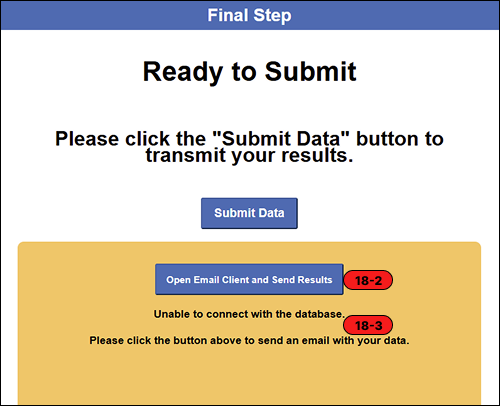 Final Step
Ready to Submit
Please click the "Submit Data" button to
transmit your results.
Submit Data
Open Email Client and Send Results
18-2
Unable to connect with the database.
18-3
Please click the button above to send an email with your data.